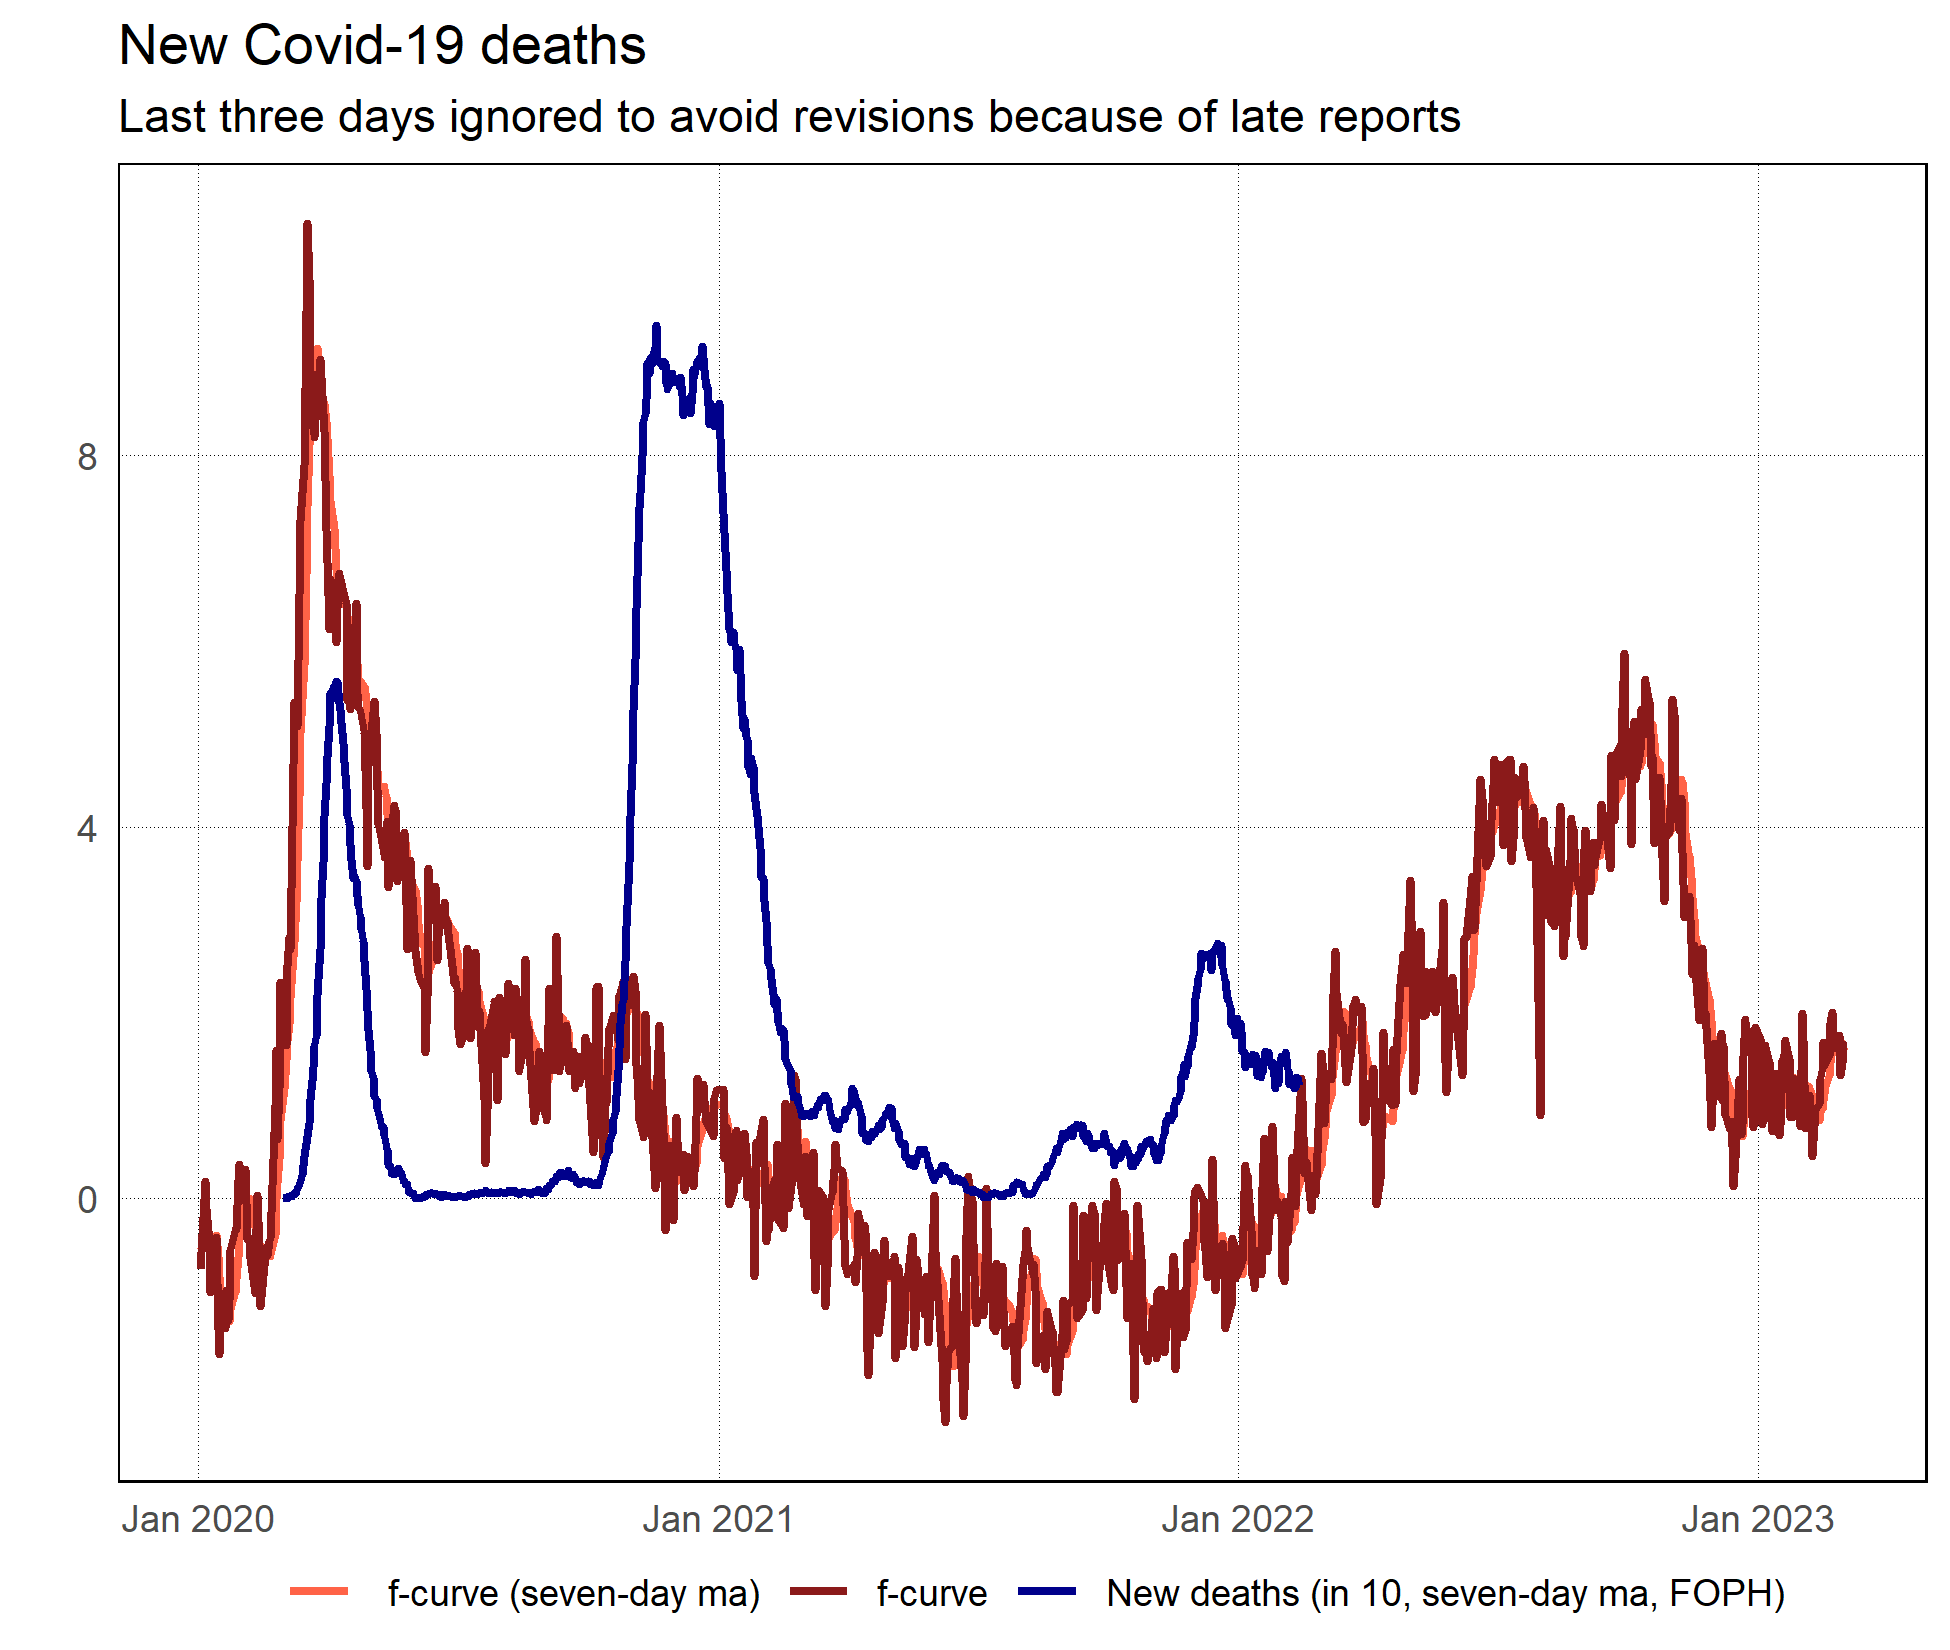 New Covid-19 deaths
Last three days ignored to avoid revisions because of late reports
8
4
0
Jan 2020 Jan 2021 Jan 2022 Jan 2023
f-curve (seven-day ma) f-curve New deaths (in 10, seven-day ma, FOPH)